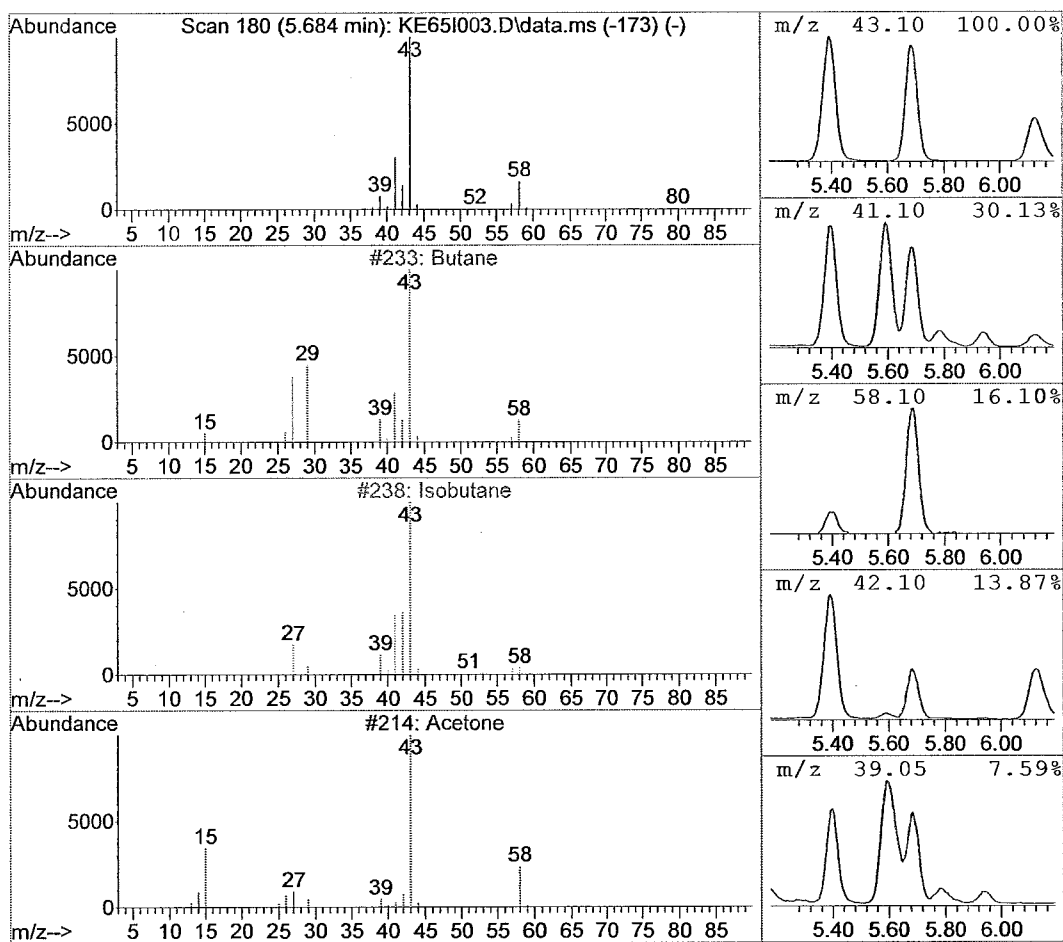 Abundance Scan 180 (5.684 min): KE65I003.D\data.ms (-173) (-)
43
5000
39 58
52 80
0
m/z--> 5 10 15 20 25 30 35 40 45 50 55 60 65 70 75 80 85
Abundance #233: Butane
43
5000
29
15 39 58
0
m/z--> 5 10 15 20 25 30 35 40 45 50 55 60 65 70 75 80 85
Abundance #238: Isobutane
43
5000
27 39
51 58
0
m/z--> 5 10 15 20 25 30 35 40 45 50 55 60 65 70 75 80 85
Abundance #214: Acetone
43
5000
15
27 39 58
0
m/z--> 5 10 15 20 25 30 35 40 45 50 55 60 65 70 75 80 85
m/z 43.10 100.00%
5.40 5.60 5.80 6.00
m/z 41.10 30.13%
5.40 5.60 5.80 6.00
m/z 58.10 16.10%
5.40 5.60 5.80 6.00
m/z 42.10 13.87%
5.40 5.60 5.80 6.00
m/z 39.05 7.59%
5.40 5.60 5.80 6.00